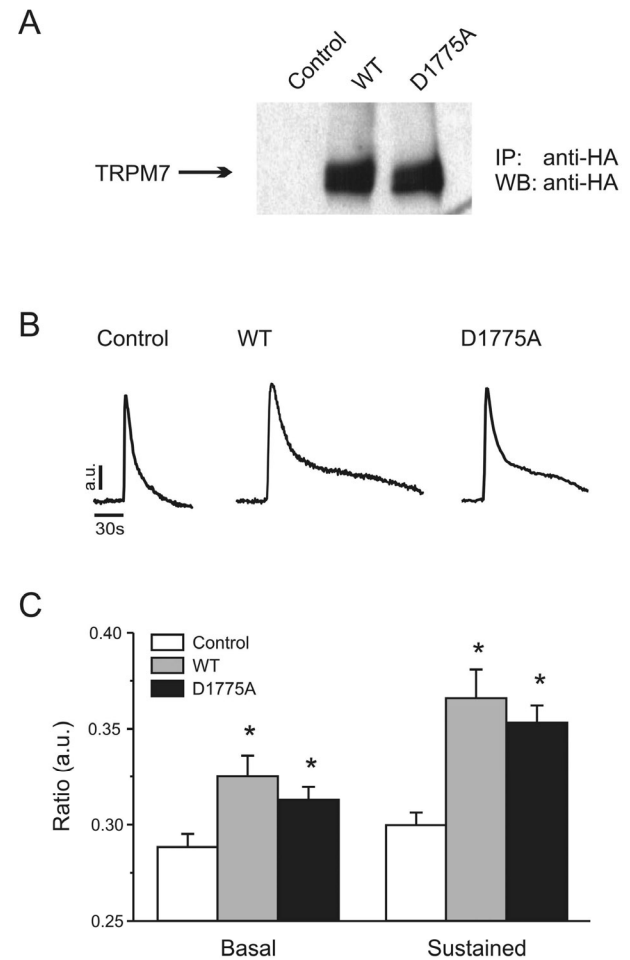 A
Control
WT
D1775A
TRPM7
IP: anti-HA
WB: anti-HA
B
Control
WT
D1775A
a.u.
30s
C
0.40
0.35
0.30
0.25
Ratio (a.u.)
Control
WT
D1775A
*
*
*
*
Basal
Sustained